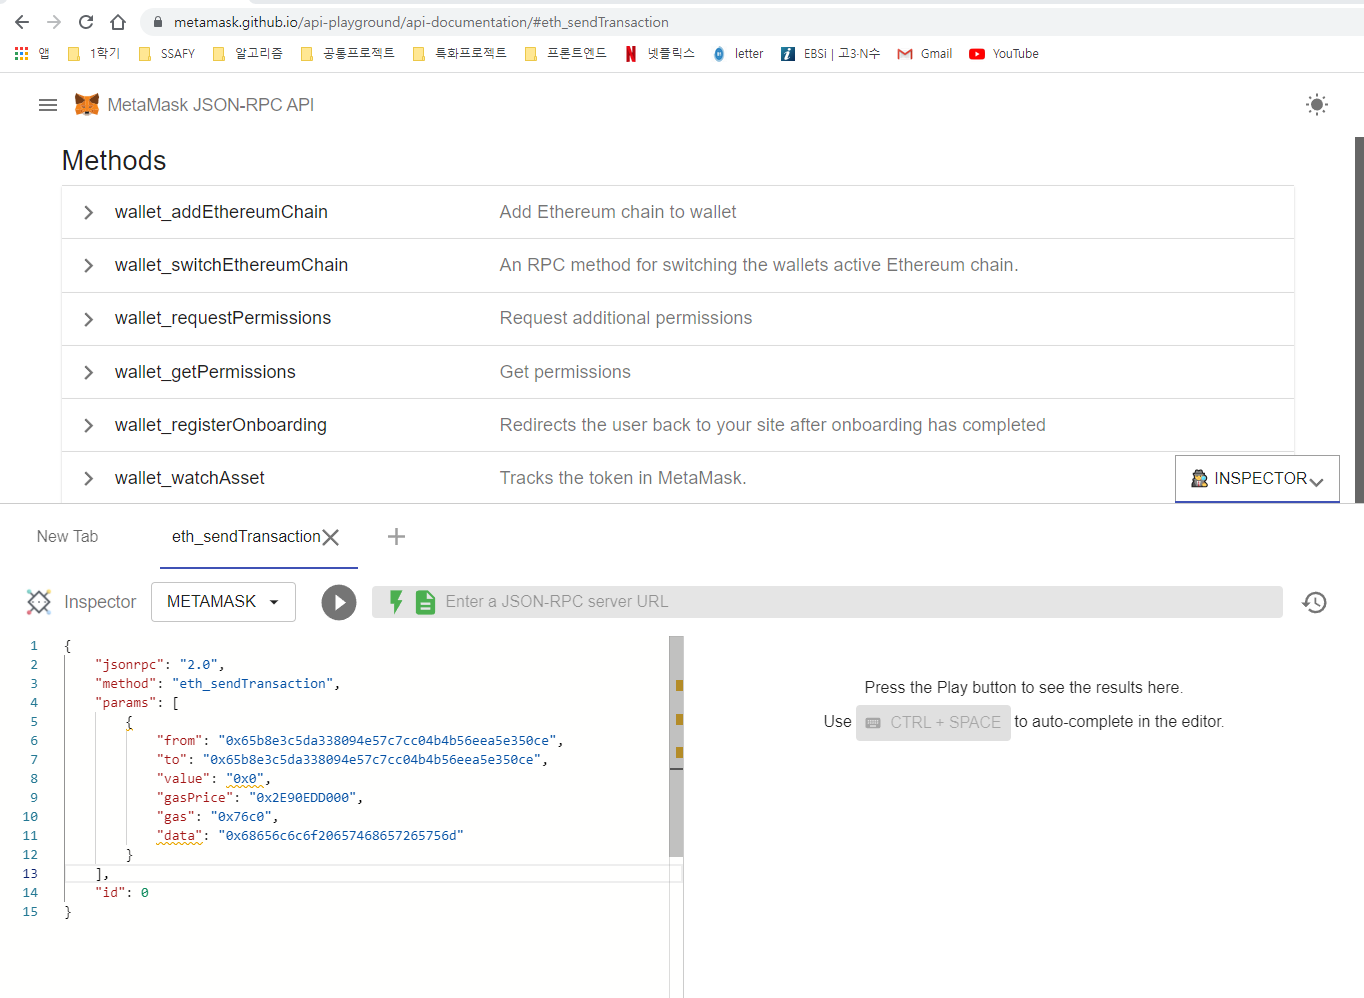 metamask.github.io/api-playground/api-documentation/#eth_sendTransaction
앱 1학기 SSAFY 알고리즘 공통프로젝트 특화프로젝트 프론트엔드 넷플릭스 letter EBSi | 고3·N수 Gmail YouTube
MetaMask JSON-RPC API
Methods
wallet_addEthereumChain Add Ethereum chain to wallet
wallet_switchEthereumChain An RPC method for switching the wallets active Ethereum chain.
wallet_requestPermissions Request additional permissions
wallet_getPermissions Get permissions
wallet_registerOnboarding Redirects the user back to your site after onboarding has completed
wallet_watchAsset Tracks the token in MetaMask.
INSPECTOR
New Tab eth_sendTransaction
Inspector METAMASK Enter a JSON-RPC server URL
1 {
2 "jsonrpc": "2.0",
3 "method": "eth_sendTransaction",
4 "params": [
5 {
6 "from": "0x65b8e3c5da338094e57c7cc04b4b56eea5e350ce",
7 "to": "0x65b8e3c5da338094e57c7cc04b4b56eea5e350ce",
8 "value": "0x0",
9 "gasPrice": "0x2E90EDD000",
10 "gas": "0x76c0",
11 "data": "0x68656c6c6f20657468657265756d"
12 }
13 ],
14 "id": 0
15 }
Press the Play button to see the results here.
Use CTRL + SPACE to auto-complete in the editor.